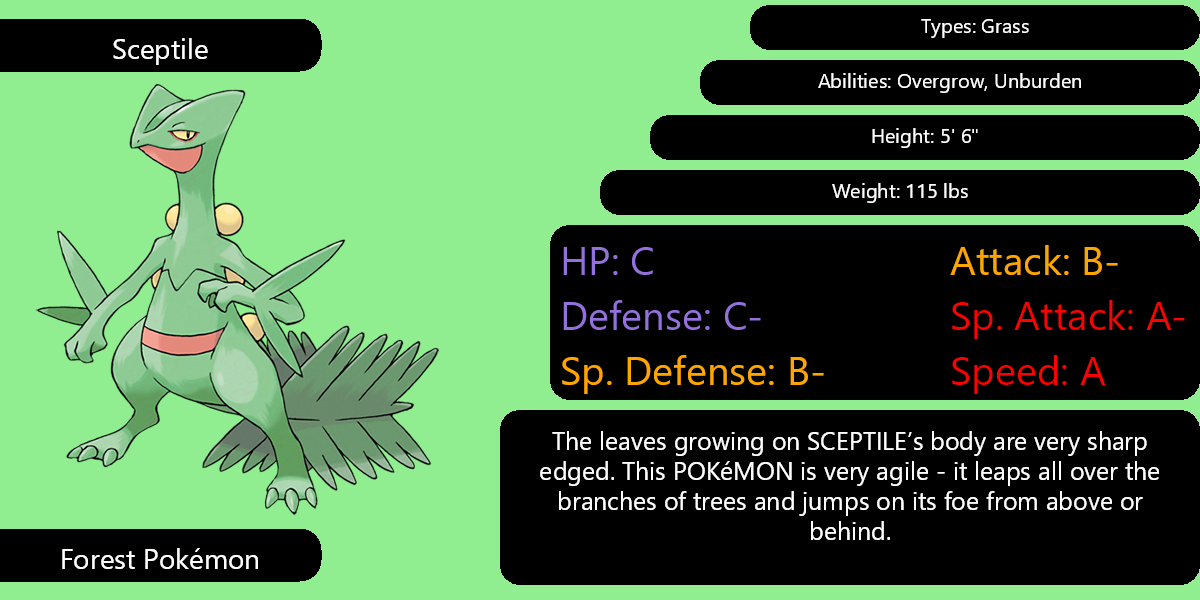 Sceptile
Types: Grass
Abilities: Overgrow, Unburden
Height: 5' 6"
Weight: 115 lbs
HP: C
Attack: B-
Defense: C-
Sp. Attack: A-
Sp. Defense: B-
Speed: A
The leaves growing on SCEPTILE’s body are very sharp
edged. This POKéMON is very agile - it leaps all over the
branches of trees and jumps on its foe from above or
behind.
Forest Pokémon